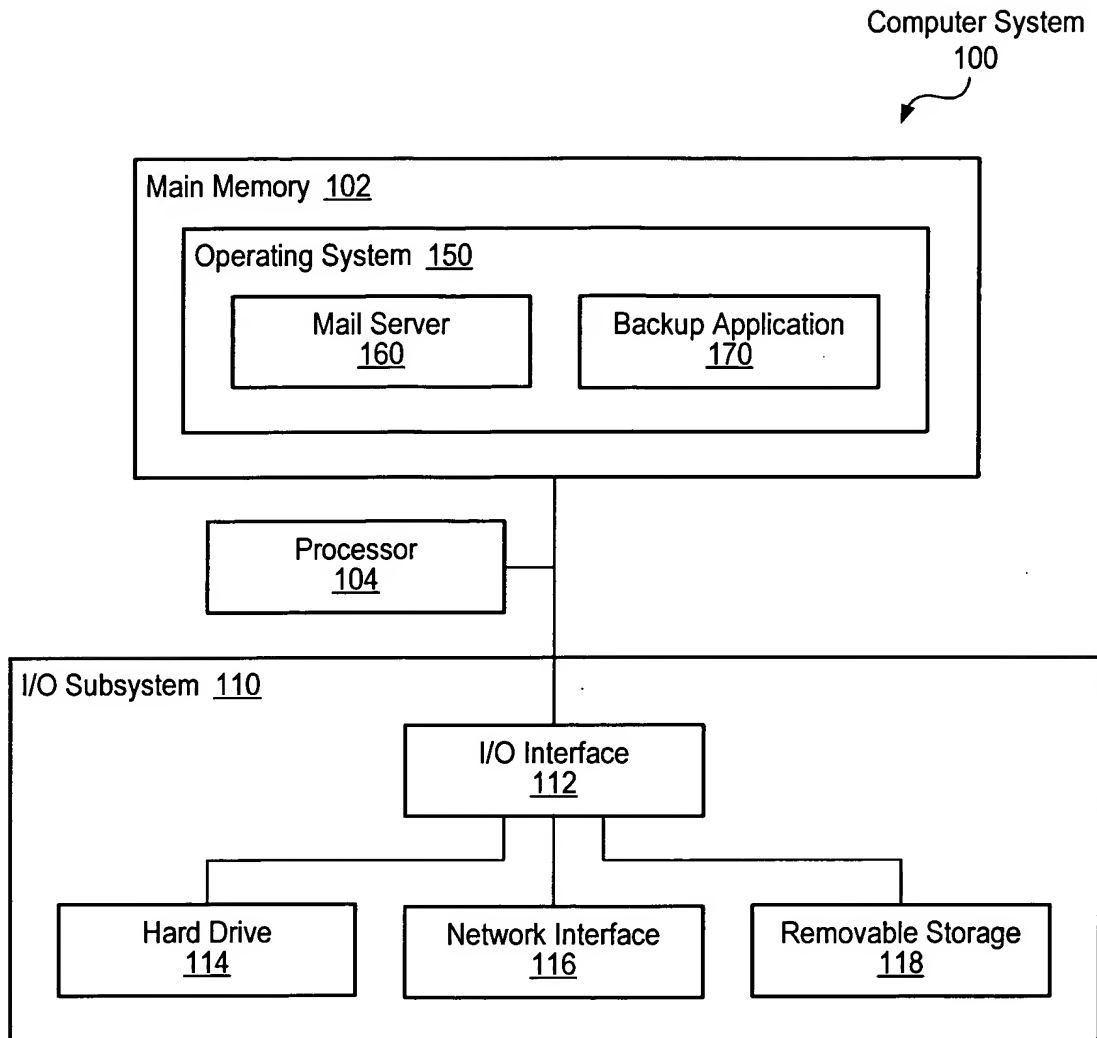 Computer System
100
Main Memory 102
Operating System 150
Mail Server
160
Backup Application
170
Processor
104
I/O Subsystem 110
I/O Interface
112
Hard Drive
114
Network Interface
116
Removable Storage
118